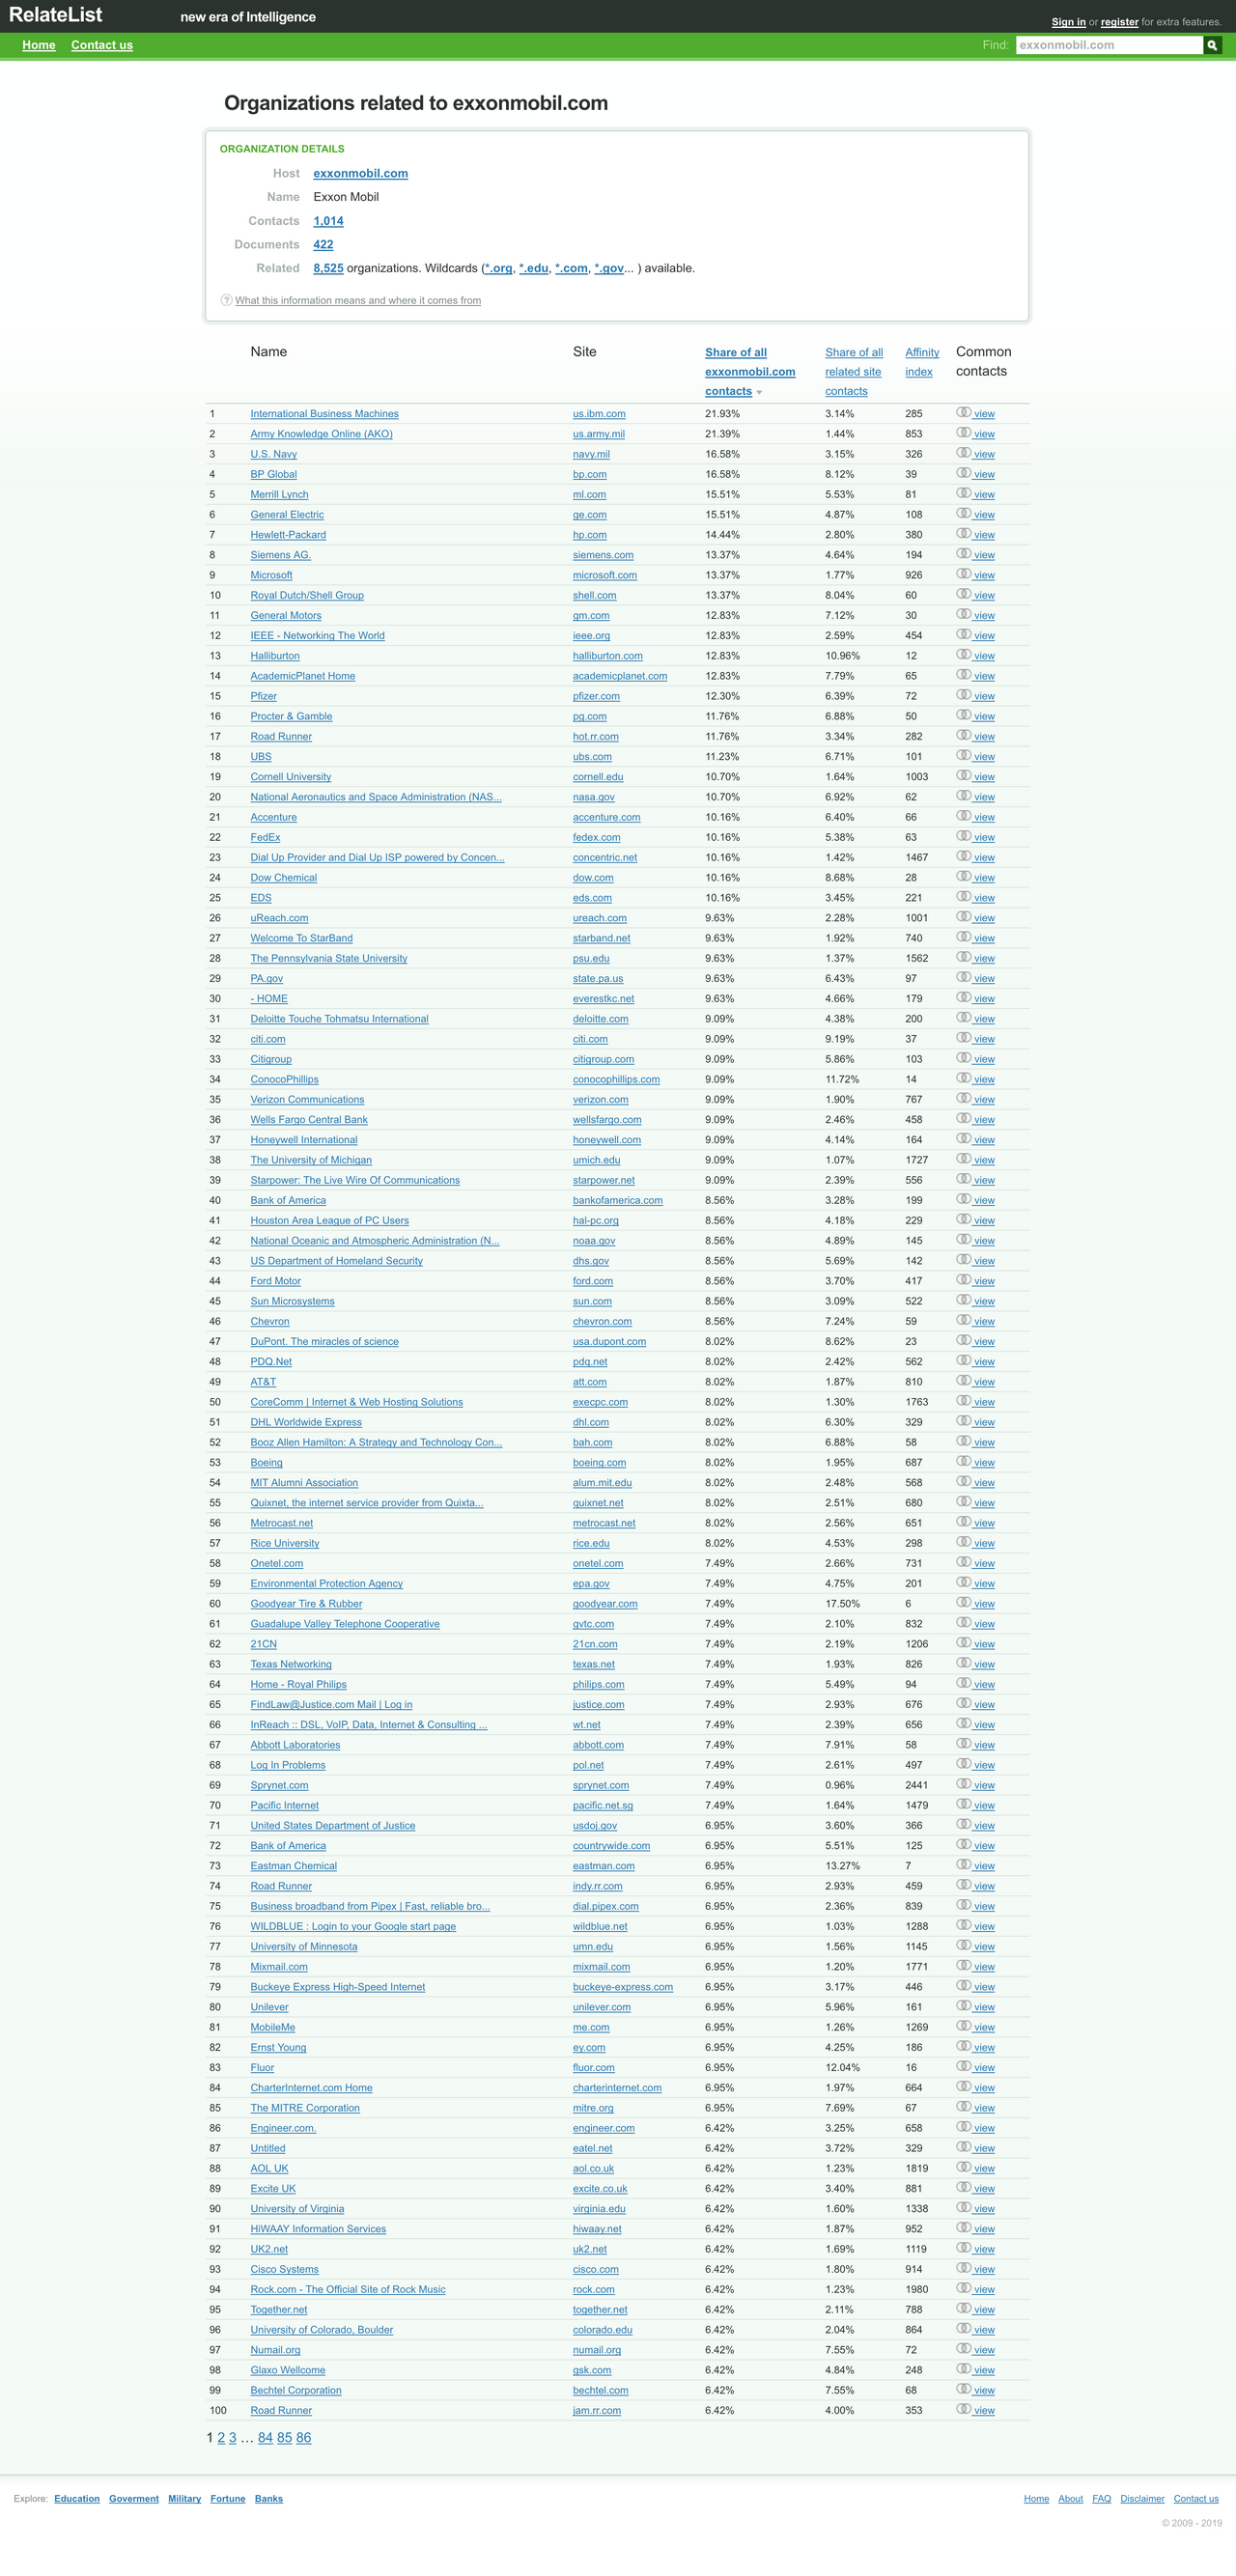 RelateList new era of Intelligence
Sign in or register for extra features.
Home Contact us Find: exxonmobil.com
Organizations related to exxonmobil.com
ORGANIZATION DETAILS
Host exxonmobil.com
Name Exxon Mobil
Contacts 1,014
Documents 422
Related 8,525 organizations. Wildcards (*.org, *.edu, *.com, *.gov... ) available.
? What this information means and where it comes from
Name Site Share of all exxonmobil.com contacts Share of all related site contacts Affinity index Common contacts
1 International Business Machines us.ibm.com 21.93% 3.14% 285 view
2 Army Knowledge Online (AKO) us.army.mil 21.39% 1.44% 853 view
3 U.S. Navy navy.mil 16.58% 3.15% 326 view
4 BP Global bp.com 16.58% 8.12% 39 view
5 Merrill Lynch ml.com 15.51% 5.53% 81 view
6 General Electric ge.com 15.51% 4.87% 108 view
7 Hewlett-Packard hp.com 14.44% 2.80% 380 view
8 Siemens AG. siemens.com 13.37% 4.64% 194 view
9 Microsoft microsoft.com 13.37% 1.77% 926 view
10 Royal Dutch/Shell Group shell.com 13.37% 8.04% 60 view
11 General Motors gm.com 12.83% 7.12% 30 view
12 IEEE - Networking The World ieee.org 12.83% 2.59% 454 view
13 Halliburton halliburton.com 12.83% 10.96% 12 view
14 AcademicPlanet Home academicplanet.com 12.83% 7.79% 65 view
15 Pfizer pfizer.com 12.30% 6.39% 72 view
16 Procter & Gamble pg.com 11.76% 6.88% 50 view
17 Road Runner hot.rr.com 11.76% 3.34% 282 view
18 UBS ubs.com 11.23% 6.71% 101 view
19 Cornell University cornell.edu 10.70% 1.64% 1003 view
20 National Aeronautics and Space Administration (NAS... nasa.gov 10.70% 6.92% 62 view
21 Accenture accenture.com 10.16% 6.40% 66 view
22 FedEx fedex.com 10.16% 5.38% 63 view
23 Dial Up Provider and Dial Up ISP powered by Concen... concentric.net 10.16% 1.42% 1467 view
24 Dow Chemical dow.com 10.16% 8.68% 28 view
25 EDS eds.com 10.16% 3.45% 221 view
26 uReach.com ureach.com 9.63% 2.28% 1001 view
27 Welcome To StarBand starband.net 9.63% 1.92% 740 view
28 The Pennsylvania State University psu.edu 9.63% 1.37% 1562 view
29 PA.gov state.pa.us 9.63% 6.43% 97 view
30 - HOME everestkc.net 9.63% 4.66% 179 view
31 Deloitte Touche Tohmatsu International deloitte.com 9.09% 4.38% 200 view
32 citi.com citi.com 9.09% 9.19% 37 view
33 Citigroup citigroup.com 9.09% 5.86% 103 view
34 ConocoPhillips conocophillips.com 9.09% 11.72% 14 view
35 Verizon Communications verizon.com 9.09% 1.90% 767 view
36 Wells Fargo Central Bank wellsfargo.com 9.09% 2.46% 458 view
37 Honeywell International honeywell.com 9.09% 4.14% 164 view
38 The University of Michigan umich.edu 9.09% 1.07% 1727 view
39 Starpower: The Live Wire Of Communications starpower.net 9.09% 2.39% 556 view
40 Bank of America bankofamerica.com 8.56% 3.28% 199 view
41 Houston Area League of PC Users hal-pc.org 8.56% 4.18% 229 view
42 National Oceanic and Atmospheric Administration (N... noaa.gov 8.56% 4.89% 145 view
43 US Department of Homeland Security dhs.gov 8.56% 5.69% 142 view
44 Ford Motor ford.com 8.56% 3.70% 417 view
45 Sun Microsystems sun.com 8.56% 3.09% 522 view
46 Chevron chevron.com 8.56% 7.24% 59 view
47 DuPont. The miracles of science usa.dupont.com 8.02% 8.62% 23 view
48 PDQ.Net pdq.net 8.02% 2.42% 562 view
49 AT&T att.com 8.02% 1.87% 810 view
50 CoreComm | Internet & Web Hosting Solutions execpc.com 8.02% 1.30% 1763 view
51 DHL Worldwide Express dhl.com 8.02% 6.30% 329 view
52 Booz Allen Hamilton: A Strategy and Technology Con... bah.com 8.02% 6.88% 58 view
53 Boeing boeing.com 8.02% 1.95% 687 view
54 MIT Alumni Association alum.mit.edu 8.02% 2.48% 568 view
55 Quixnet, the internet service provider from Quixta... quixnet.net 8.02% 2.51% 680 view
56 Metrocast.net metrocast.net 8.02% 2.56% 651 view
57 Rice University rice.edu 8.02% 4.53% 298 view
58 Onetel.com onetel.com 7.49% 2.66% 731 view
59 Environmental Protection Agency epa.gov 7.49% 4.75% 201 view
60 Goodyear Tire & Rubber goodyear.com 7.49% 17.50% 6 view
61 Guadalupe Valley Telephone Cooperative gvtc.com 7.49% 2.10% 832 view
62 21CN 21cn.com 7.49% 2.19% 1206 view
63 Texas Networking texas.net 7.49% 1.93% 826 view
64 Home - Royal Philips philips.com 7.49% 5.49% 94 view
65 FindLaw@Justice.com Mail | Log in justice.com 7.49% 2.93% 676 view
66 InReach :: DSL, VoIP, Data, Internet & Consulting ... wt.net 7.49% 2.39% 656 view
67 Abbott Laboratories abbott.com 7.49% 7.91% 58 view
68 Log In Problems pol.net 7.49% 2.61% 497 view
69 Sprynet.com sprynet.com 7.49% 0.96% 2441 view
70 Pacific Internet pacific.net.sg 7.49% 1.64% 1479 view
71 United States Department of Justice usdoj.gov 6.95% 3.60% 366 view
72 Bank of America countrywide.com 6.95% 5.51% 125 view
73 Eastman Chemical eastman.com 6.95% 13.27% 7 view
74 Road Runner indy.rr.com 6.95% 2.93% 459 view
75 Business broadband from Pipex | Fast, reliable bro... dial.pipex.com 6.95% 2.36% 839 view
76 WILDBLUE : Login to your Google start page wildblue.net 6.95% 1.03% 1288 view
77 University of Minnesota umn.edu 6.95% 1.56% 1145 view
78 Mixmail.com mixmail.com 6.95% 1.20% 1771 view
79 Buckeye Express High-Speed Internet buckeye-express.com 6.95% 3.17% 446 view
80 Unilever unilever.com 6.95% 5.96% 161 view
81 MobileMe me.com 6.95% 1.26% 1269 view
82 Ernst Young ey.com 6.95% 4.25% 186 view
83 Fluor fluor.com 6.95% 12.04% 16 view
84 CharterInternet.com Home charterinternet.com 6.95% 1.97% 664 view
85 The MITRE Corporation mitre.org 6.95% 7.69% 67 view
86 Engineer.com. engineer.com 6.42% 3.25% 658 view
87 Untitled eatel.net 6.42% 3.72% 329 view
88 AOL UK aol.co.uk 6.42% 1.23% 1819 view
89 Excite UK excite.co.uk 6.42% 3.40% 881 view
90 University of Virginia virginia.edu 6.42% 1.60% 1338 view
91 HiWAAY Information Services hiwaay.net 6.42% 1.87% 952 view
92 UK2.net uk2.net 6.42% 1.69% 1119 view
93 Cisco Systems cisco.com 6.42% 1.80% 914 view
94 Rock.com - The Official Site of Rock Music rock.com 6.42% 1.23% 1980 view
95 Together.net together.net 6.42% 2.11% 788 view
96 University of Colorado, Boulder colorado.edu 6.42% 2.04% 864 view
97 Numail.org numail.org 6.42% 7.55% 72 view
98 Glaxo Wellcome gsk.com 6.42% 4.84% 248 view
99 Bechtel Corporation bechtel.com 6.42% 7.55% 68 view
100 Road Runner jam.rr.com 6.42% 4.00% 353 view
1 2 3 ... 84 85 86
Explore: Education Goverment Military Fortune Banks Home About FAQ Disclaimer Contact us
© 2009 - 2019